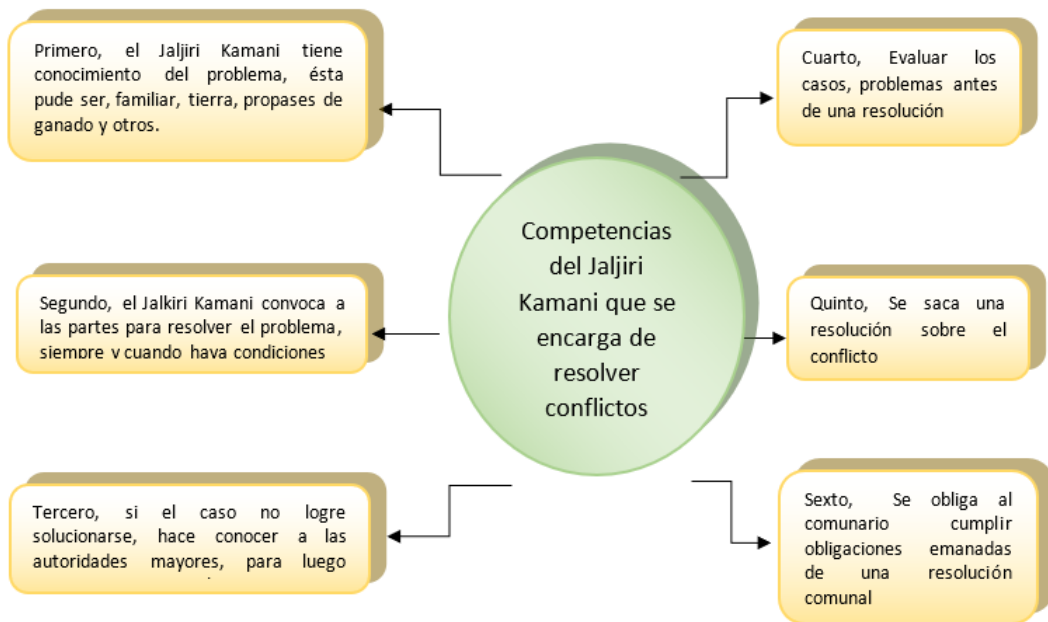 Primero, el Jaljiri Kamani tiene
conocimiento del problema, ésta
pude ser, familiar, tierra, propases de
ganado y otros.
Segundo, el Jalkiri Kamani convoca a
las partes para resolver el problema,
siempre y cuando haya condiciones
Tercero, si el caso no logre
solucionarse, hace conocer a las
autoridades mayores, para luego
Competencias
del Jaljiri
Kamani que se
encarga de
resolver
conflictos
Cuarto, Evaluar los
casos, problemas antes
de una resolución
Quinto, Se saca una
resolución sobre el
conflicto
Sexto, Se obliga al
comunario cumplir
obligaciones emanadas
de una resolución
comunal